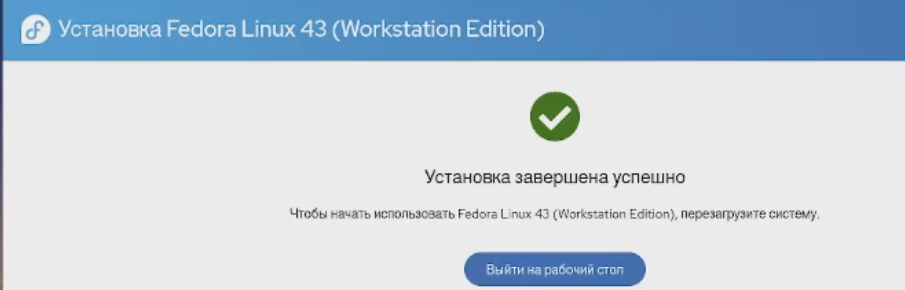 Установка Fedora Linux 43 (Workstation Edition)
Установка завершена успешно
Чтобы начать использовать Fedora Linux 43 (Workstation Edition), перезагрузите систему.
Выйти на рабочий стол